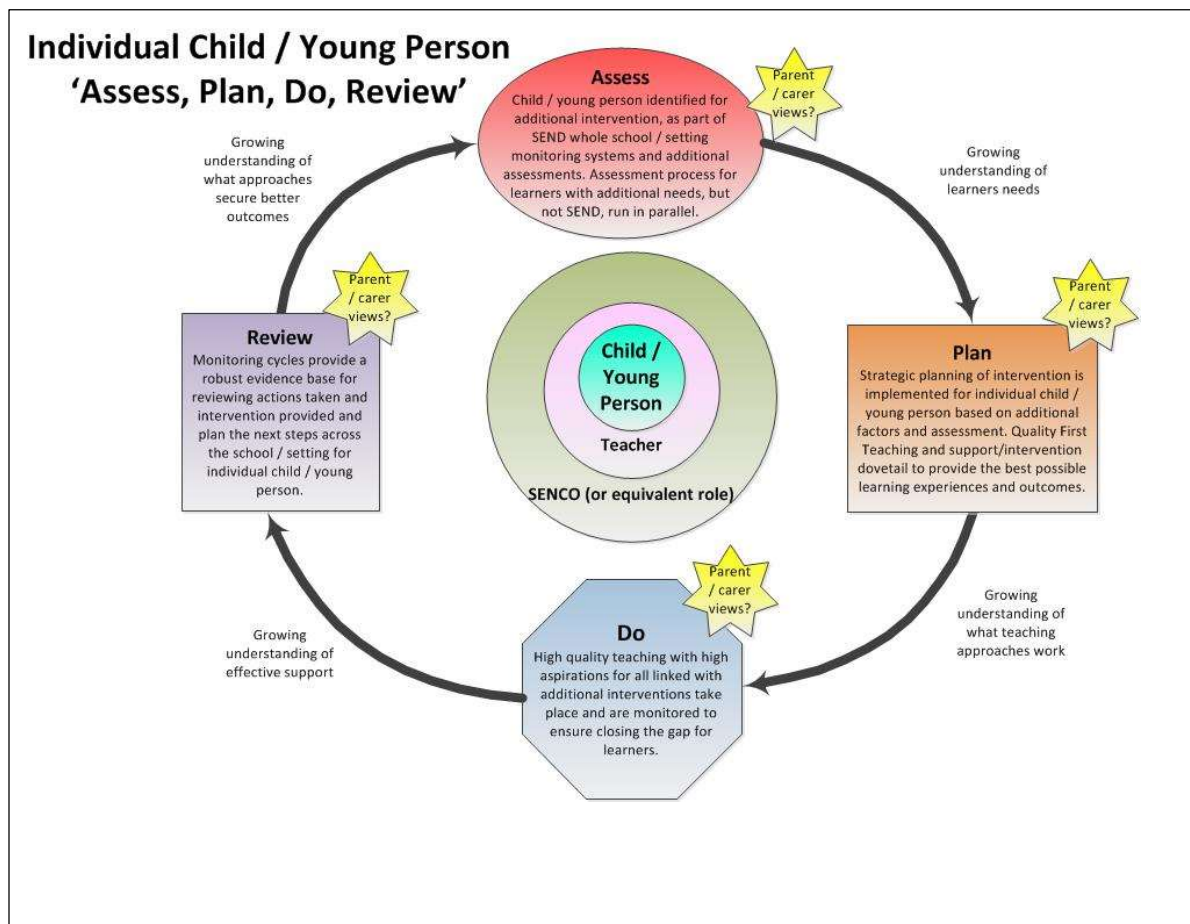 Individual Child / Young Person
‘Assess, Plan, Do, Review’
Assess
Child / young person identified for
additional intervention, as part of
SEND whole school / setting
monitoring systems and additional
assessments. Assessment process for
learners with additional needs, but
not SEND, run in parallel.
Parent
/ carer
views?
Growing
understanding of
learners needs
Parent
/ carer
views?
Plan
Strategic planning of intervention is
implemented for individual child /
young person based on additional
factors and assessment. Quality First
Teaching and support/intervention
dovetail to provide the best possible
learning experiences and outcomes.
Growing
understanding of
what teaching
approaches work
Parent
/ carer
views?
Do
High quality teaching with high
aspirations for all linked with
additional interventions take
place and are monitored to
ensure closing the gap for
learners.
Growing
understanding of
effective support
Parent
/ carer
views?
Review
Monitoring cycles provide a
robust evidence base for
reviewing actions taken and
intervention provided and
plan the next steps across
the school / setting for
individual child / young
person.
Growing
understanding of
what approaches
secure better
outcomes
Child /
Young
Person
Teacher
SENCO (or equivalent role)